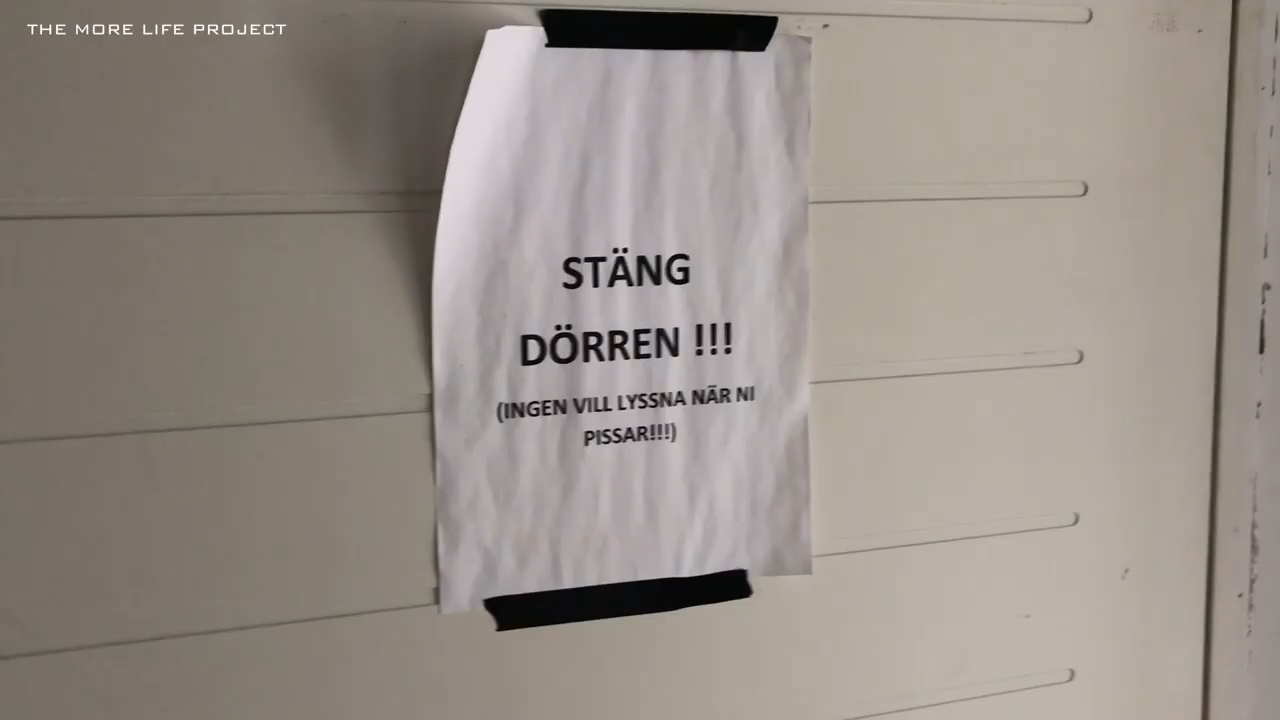 THE MORE LIFE PROJECT
STÄNG
DÖRREN !!!
(INGEN VILL LYSSNA NÄR NI
PISSAR!!!)